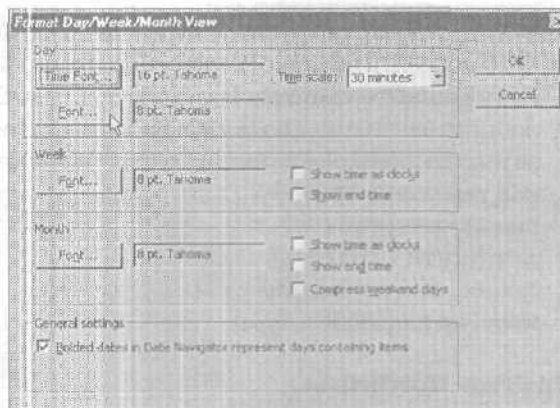 Format Day/Week/Month View
Day
Time Font... 16 pt. Tahoma Time scale: 30 minutes
OK
Font... 8 pt. Tahoma
Cancel
Week
Font... 8 pt. Tahoma
Show time as clocks
Show end time
Month
Font... 8 pt. Tahoma
Show time as clocks
Show end time
Compress weekend days
General settings
Bolded dates in Date Navigator represent days containing items